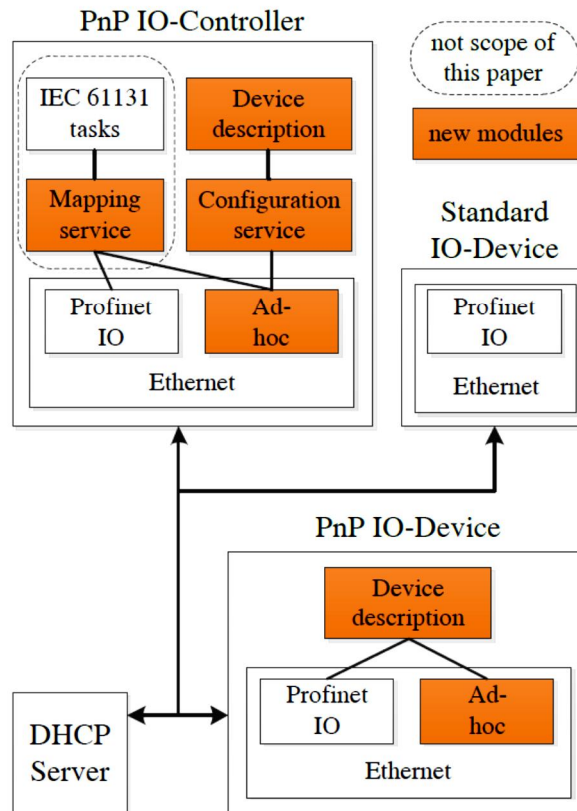 PnP IO-Controller
not scope of
this paper
IEC 61131
tasks
Device
description
new modules
Mapping
service
Configuration
service
Standard
IO-Device
Profinet
IO
Ad-
hoc
Ethernet
Profinet
IO
Ethernet
PnP IO-Device
Device
description
Profinet
IO
Ad-
hoc
Ethernet
DHCP
Server